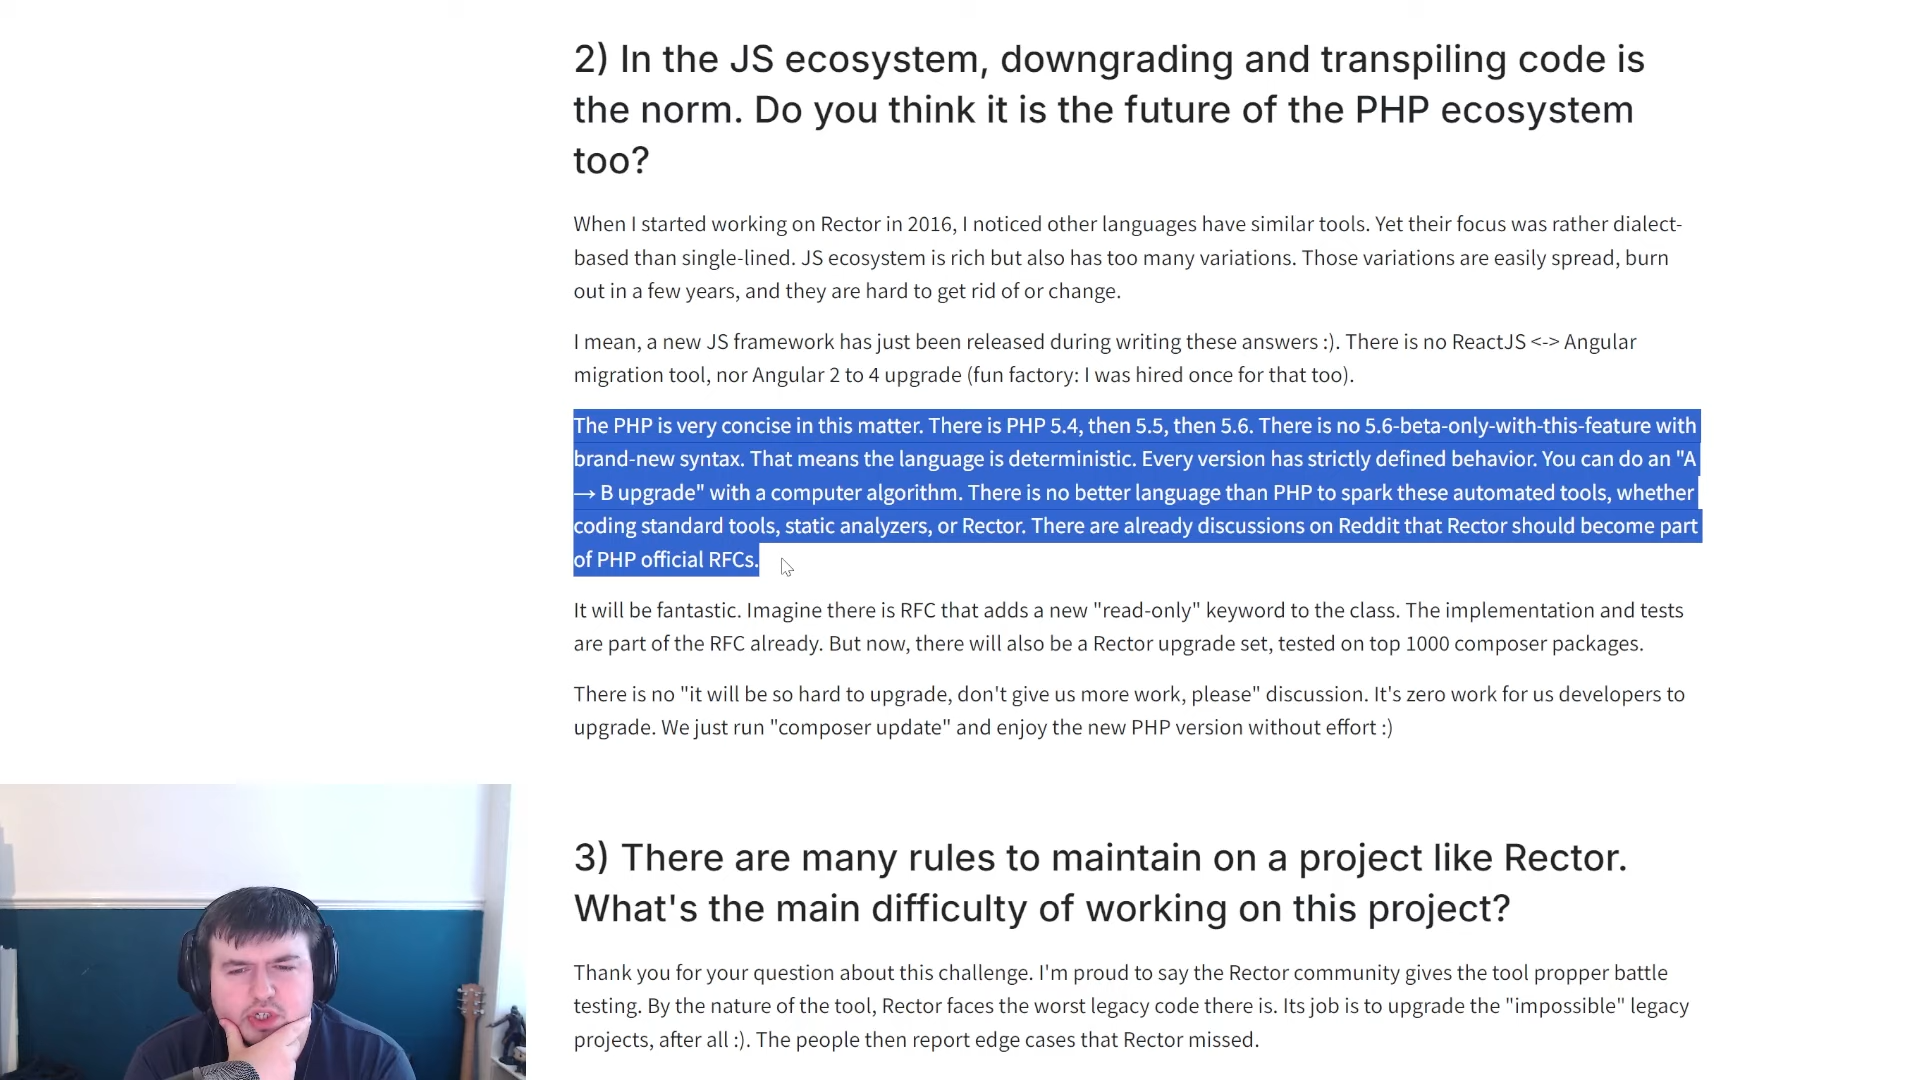 2) In the JS ecosystem, downgrading and transpiling code is
the norm. Do you think it is the future of the PHP ecosystem
too?
When I started working on Rector in 2016, I noticed other languages have similar tools. Yet their focus was rather dialect-
based than single-lined. JS ecosystem is rich but also has too many variations. Those variations are easily spread, burn
out in a few years, and they are hard to get rid of or change.
I mean, a new JS framework has just been released during writing these answers :). There is no ReactJS <-> Angular
migration tool, nor Angular 2 to 4 upgrade (fun factory: I was hired once for that too).
The PHP is very concise in this matter. There is PHP 5.4, then 5.5, then 5.6. There is no 5.6-beta-only-with-this-feature with
brand-new syntax. That means the language is deterministic. Every version has strictly defined behavior. You can do an "A
→ B upgrade" with a computer algorithm. There is no better language than PHP to spark these automated tools, whether
coding standard tools, static analyzers, or Rector. There are already discussions on Reddit that Rector should become part
of PHP official RFCs.
It will be fantastic. Imagine there is RFC that adds a new "read-only" keyword to the class. The implementation and tests
are part of the RFC already. But now, there will also be a Rector upgrade set, tested on top 1000 composer packages.
There is no "it will be so hard to upgrade, don't give us more work, please" discussion. It's zero work for us developers to
upgrade. We just run "composer update" and enjoy the new PHP version without effort :)
3) There are many rules to maintain on a project like Rector.
What's the main difficulty of working on this project?
Thank you for your question about this challenge. I'm proud to say the Rector community gives the tool propper battle
testing. By the nature of the tool, Rector faces the worst legacy code there is. Its job is to upgrade the "impossible" legacy
projects, after all :). The people then report edge cases that Rector missed.